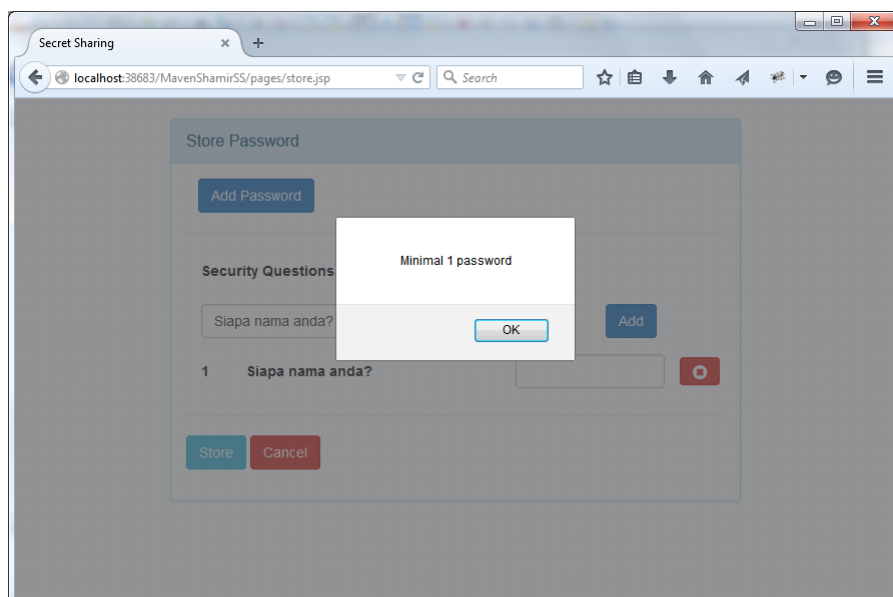 Secret Sharing
localhost:38683/MavenShamirSS/pages/store.jsp
Search
Store Password
Add Password
Minimal 1 password
OK
Security Questions
Siapa nama anda?
Add
1 Siapa nama anda?
Store Cancel